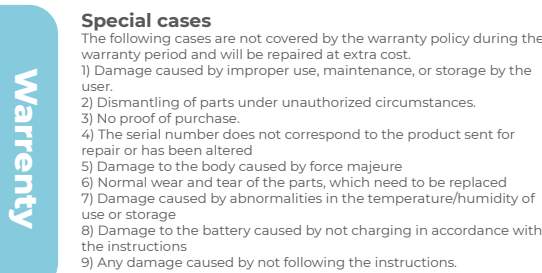 Warrenty
Special cases
The following cases are not covered by the warranty policy during the
warranty period and will be repaired at extra cost.
1) Damage caused by improper use, maintenance, or storage by the
user.
2) Dismantling of parts under unauthorized circumstances.
3) No proof of purchase.
4) The serial number does not correspond to the product sent for
repair or has been altered
5) Damage to the body caused by force majeure
6) Normal wear and tear of the parts, which need to be replaced
7) Damage caused by abnormalities in the temperature/humidity of
use or storage
8) Damage to the battery caused by not charging in accordance with
the instructions
9) Any damage caused by not following the instructions.